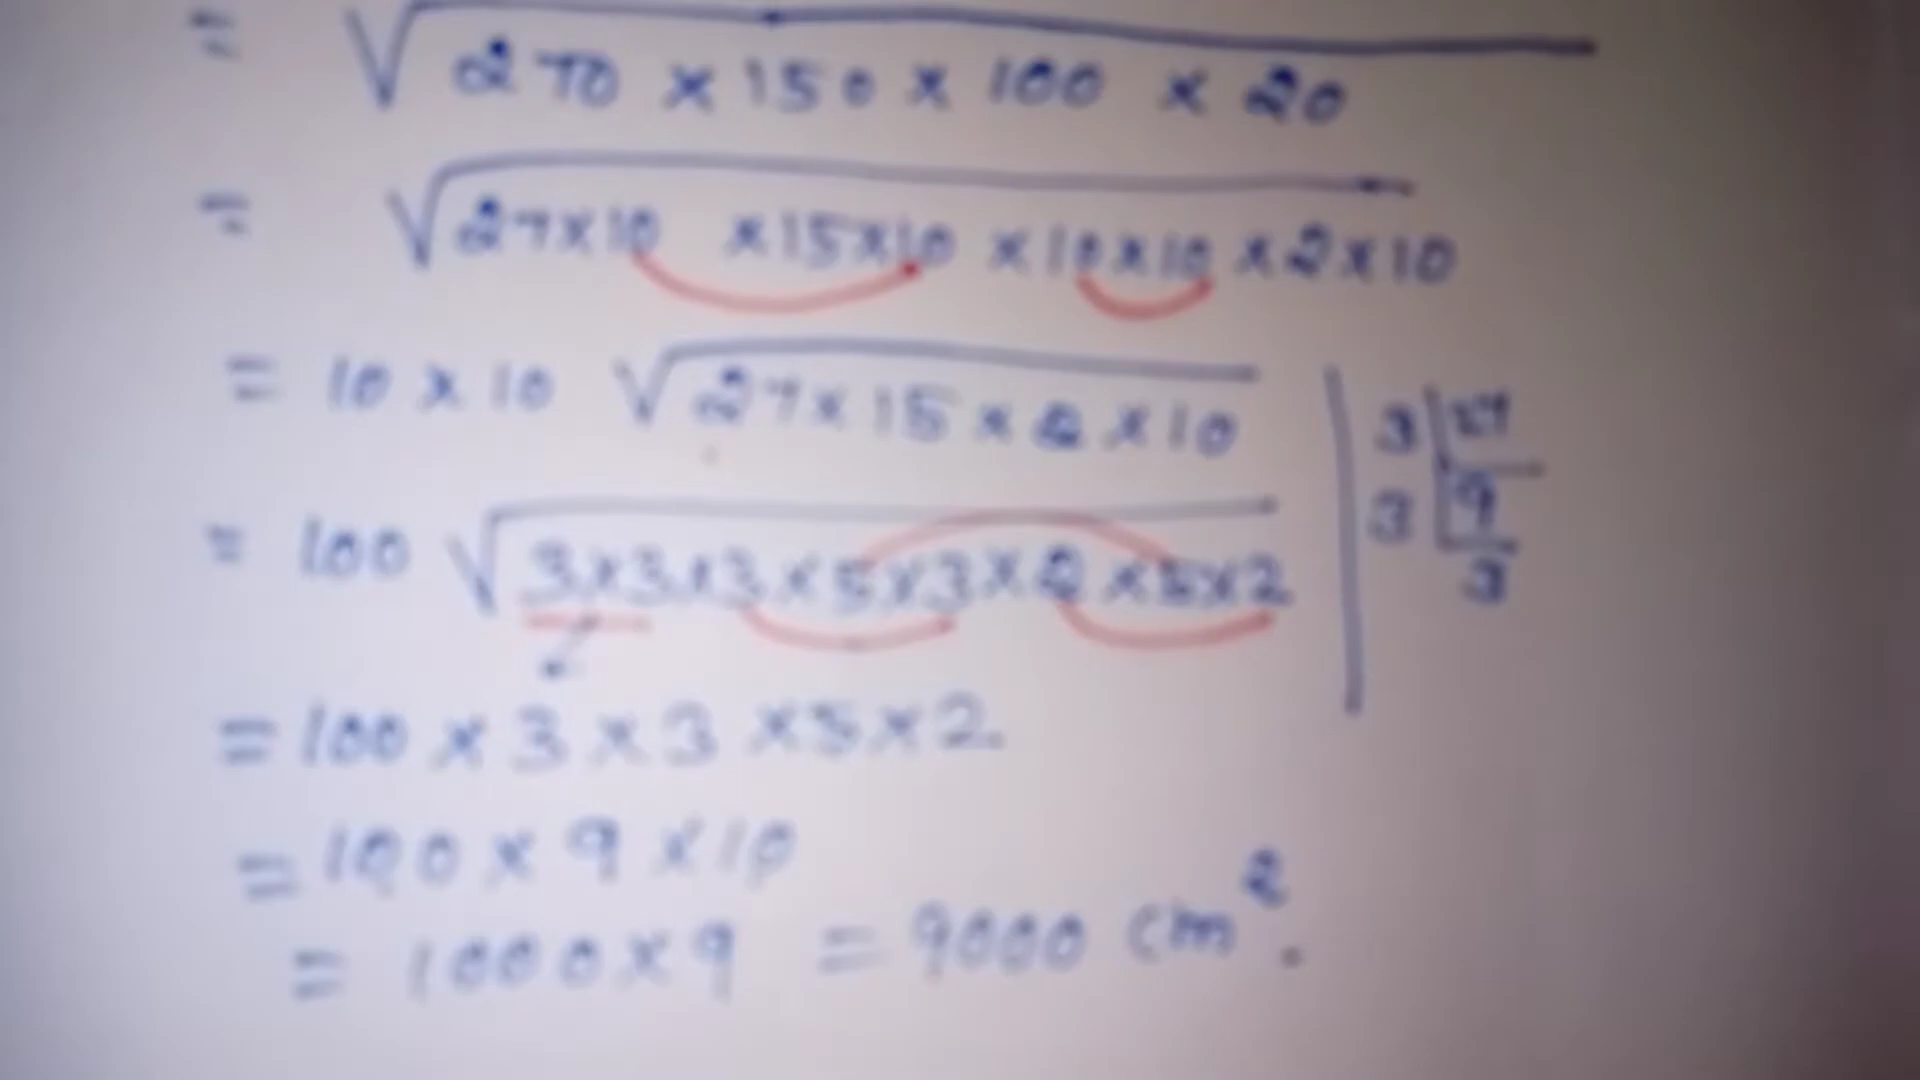 = √270 × 150 × 100 × 20
= √27×10 ×15×10 ×10×10 ×2×10
= 10 × 10 √27×15×2×10
= 100 √3×3×3×5×3×2×5×2
= 100 × 3 × 3 ×5×2
= 100 × 9 ×10
= 1000×9 = 9000 cm².
3 27
3 9
3